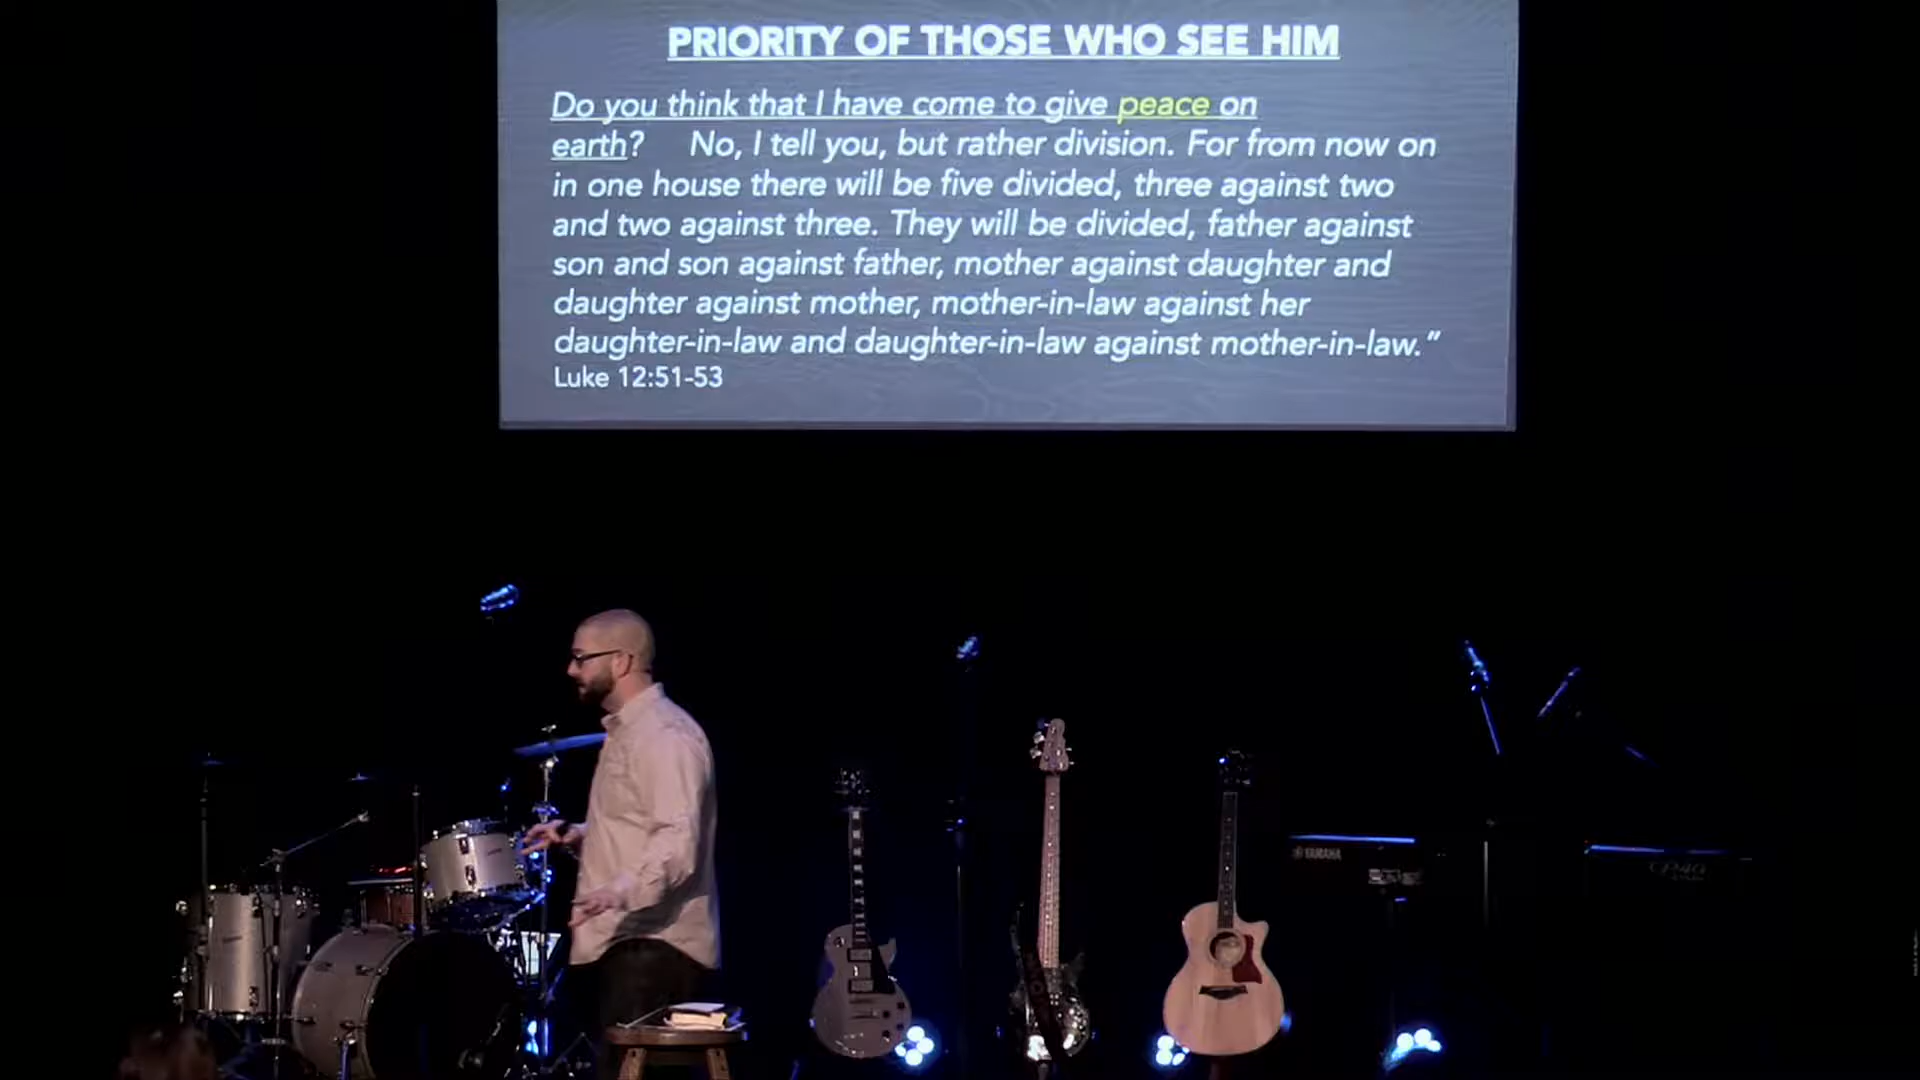 PRIORITY OF THOSE WHO SEE HIM
Do you think that I have come to give peace on
earth? No, I tell you, but rather division. For from now on
in one house there will be five divided, three against two
and two against three. They will be divided, father against
son and son against father, mother against daughter and
daughter against mother, mother-in-law against her
daughter-in-law and daughter-in-law against mother-in-law.”
Luke 12:51-53
YAMAHA
CP40